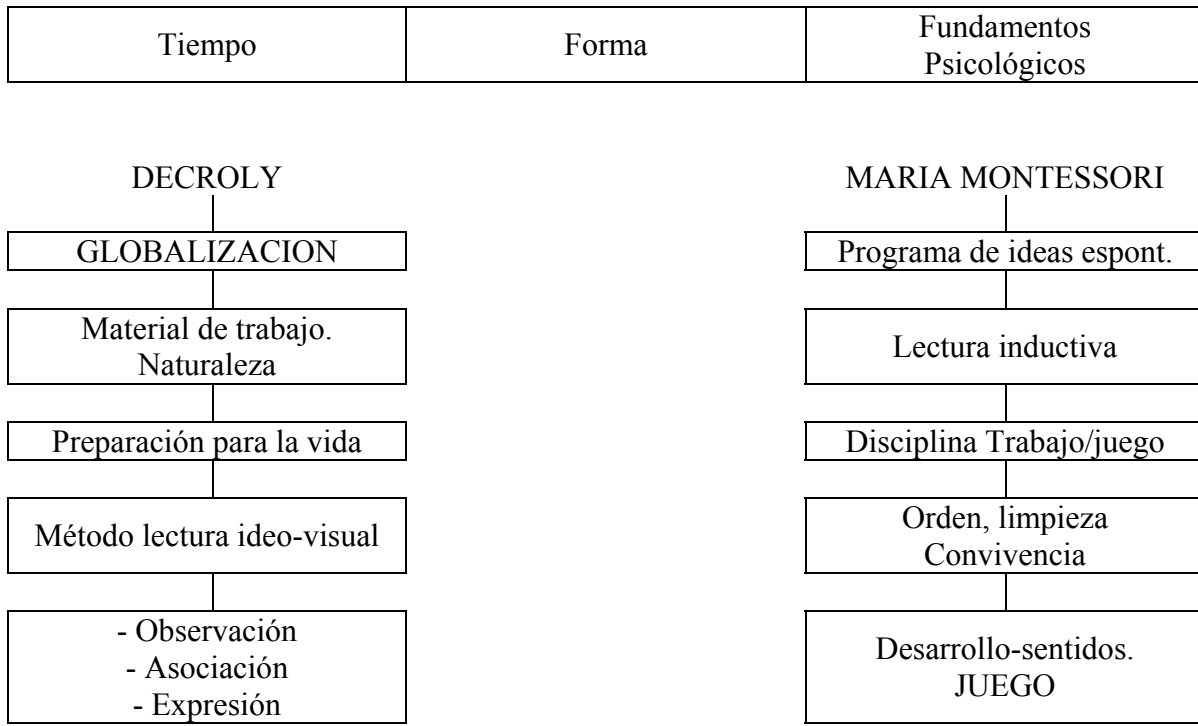 Tiempo
Forma
Fundamentos
Psicológicos
DECROLY
GLOBALIZACION
Material de trabajo.
Naturaleza
Preparación para la vida
Método lectura ideo-visual
- Observación
- Asociación
- Expresión
MARIA MONTESSORI
Programa de ideas espont.
Lectura inductiva
Disciplina Trabajo/juego
Orden, limpieza
Convivencia
Desarrollo-sentidos.
JUEGO